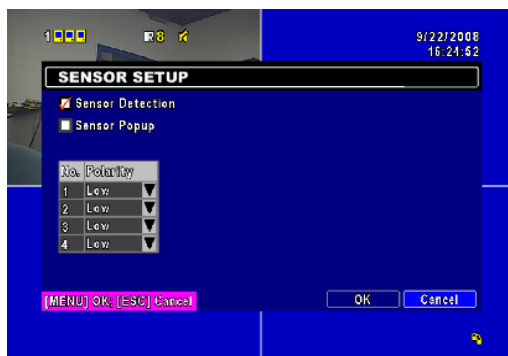 1 R8 9/22/2008
16:24:52
SENSOR SETUP
Sensor Detection
Sensor Popup
No. Polarity
1 Low
2 Low
3 Low
4 Low
[MENU] OK; [ESC] Cancel OK Cancel